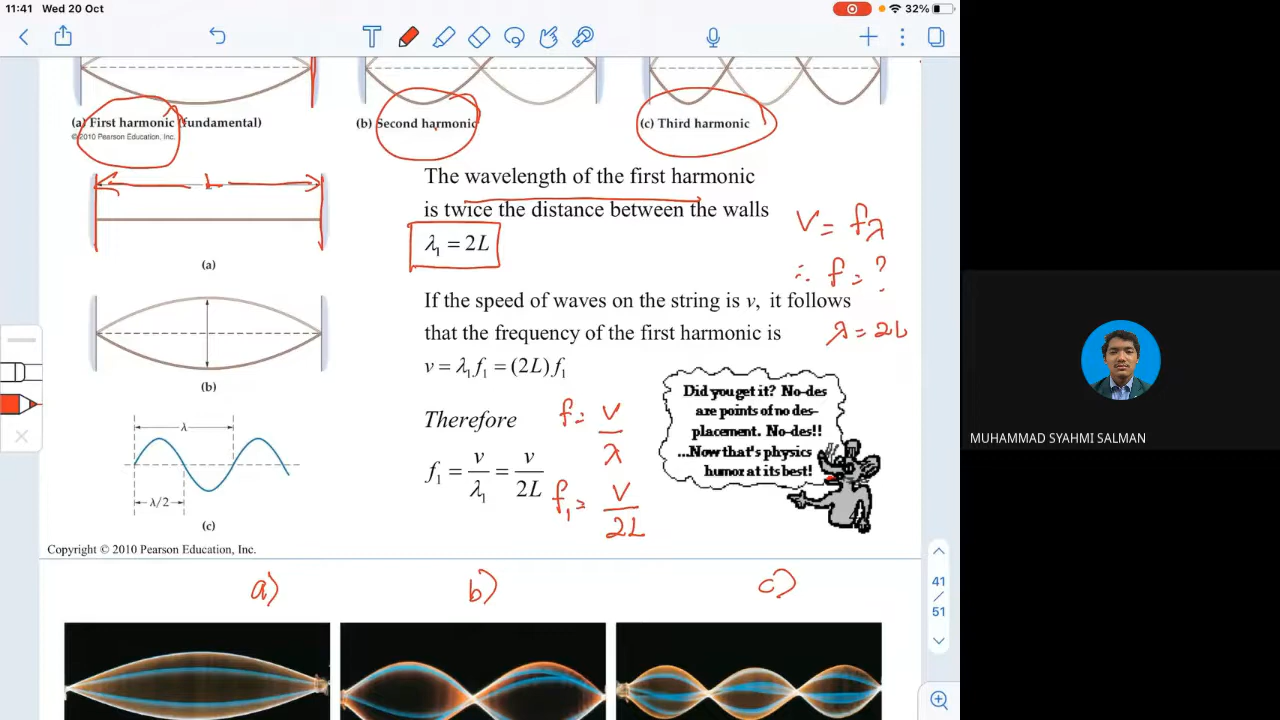 11:41 Wed 20 Oct
32%
T
(a) First harmonic (fundamental)
© 2010 Pearson Education, Inc.
(b) Second harmonic
(c) Third harmonic
L
(a)
The wavelength of the first harmonic
is twice the distance between the walls
λ₁ = 2L
V = fλ
∴ f = ?
λ = 2L
If the speed of waves on the string is v, it follows
that the frequency of the first harmonic is
v = λ₁f₁ = (2L) f₁
(b)
Therefore
f = V/λ
f₁ = v/λ₁ = v/2L
f₁ = V/2L
Did you get it? No-des
are points of no des-
placement. No-des!!
...Now that's physics
humor at its best!
λ
λ/2
(c)
Copyright © 2010 Pearson Education, Inc.
41
/
51
a)
b)
c)
MUHAMMAD SYAHMI SALMAN